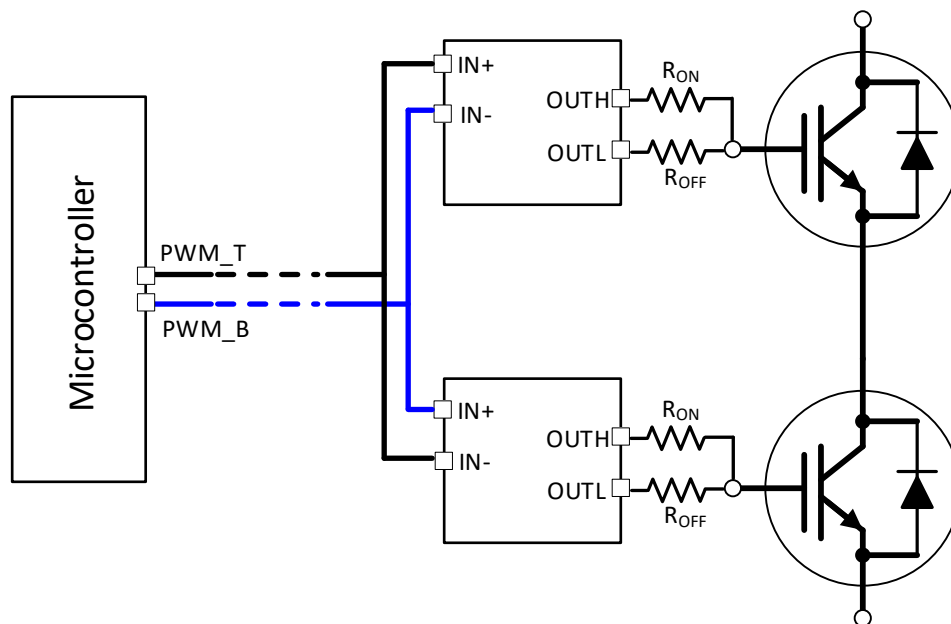 Microcontroller
PWM_T
PWM_B
IN+
IN-
OUTH
OUTL
RON
ROFF
IN+
IN-
OUTH
OUTL
RON
ROFF